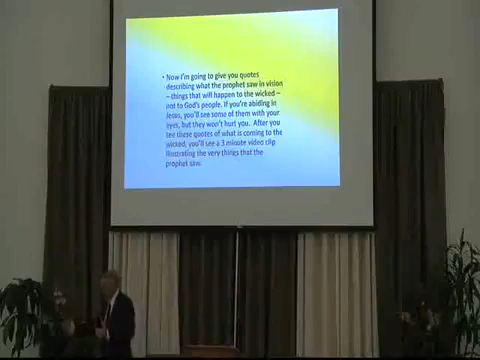 • Now I'm going to give you quotes
describing what the prophet saw in vision
– things that will happen to the wicked –
not to God's people. If you're abiding in
Jesus, you'll see some of them with your
eyes, but they won't hurt you. After you
see these quotes of what is coming to the
wicked, you'll see a 3 minute video clip
illustrating the very things that the
prophet saw.